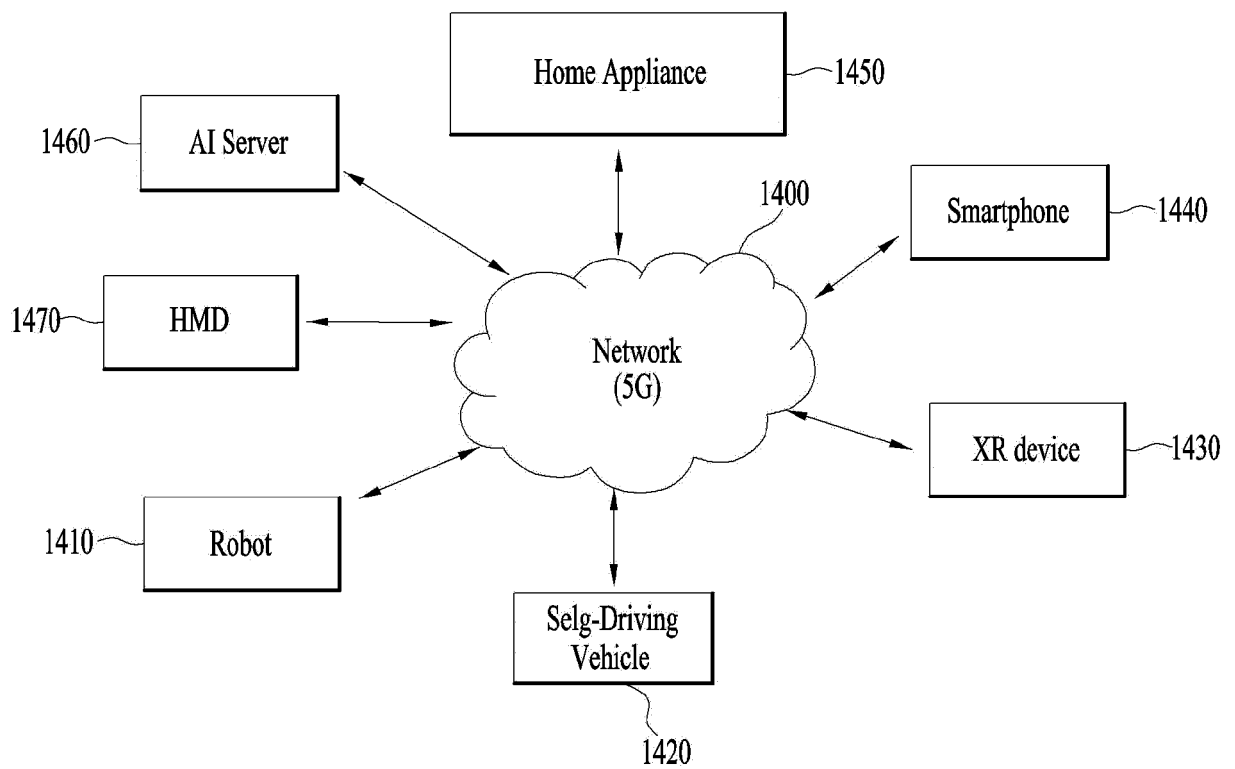 Home Appliance
1450
1460
AI Server
1400
Smartphone
1440
1470
HMD
Network
(5G)
XR device
1430
1410
Robot
Selg-Driving
Vehicle
1420